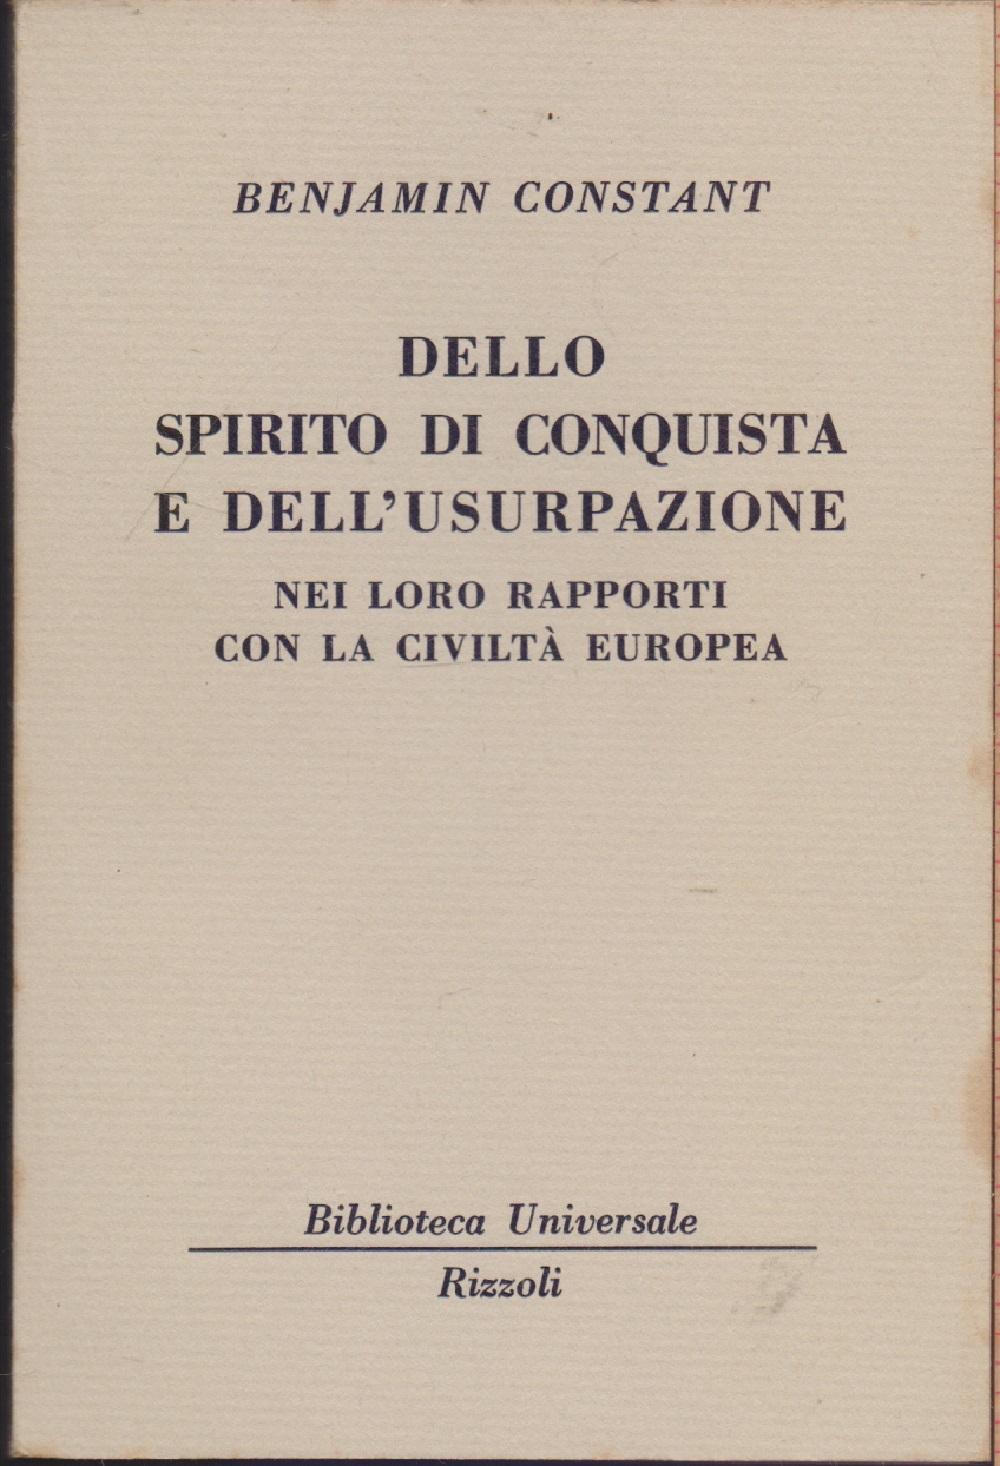 BENJAMIN CONSTANT
DELLO
SPIRITO DI CONQUISTA
E DELL'USURPAZIONE
NEI LORO RAPPORTI
CON LA CIVILTÀ EUROPEA
Biblioteca Universale
Rizzoli